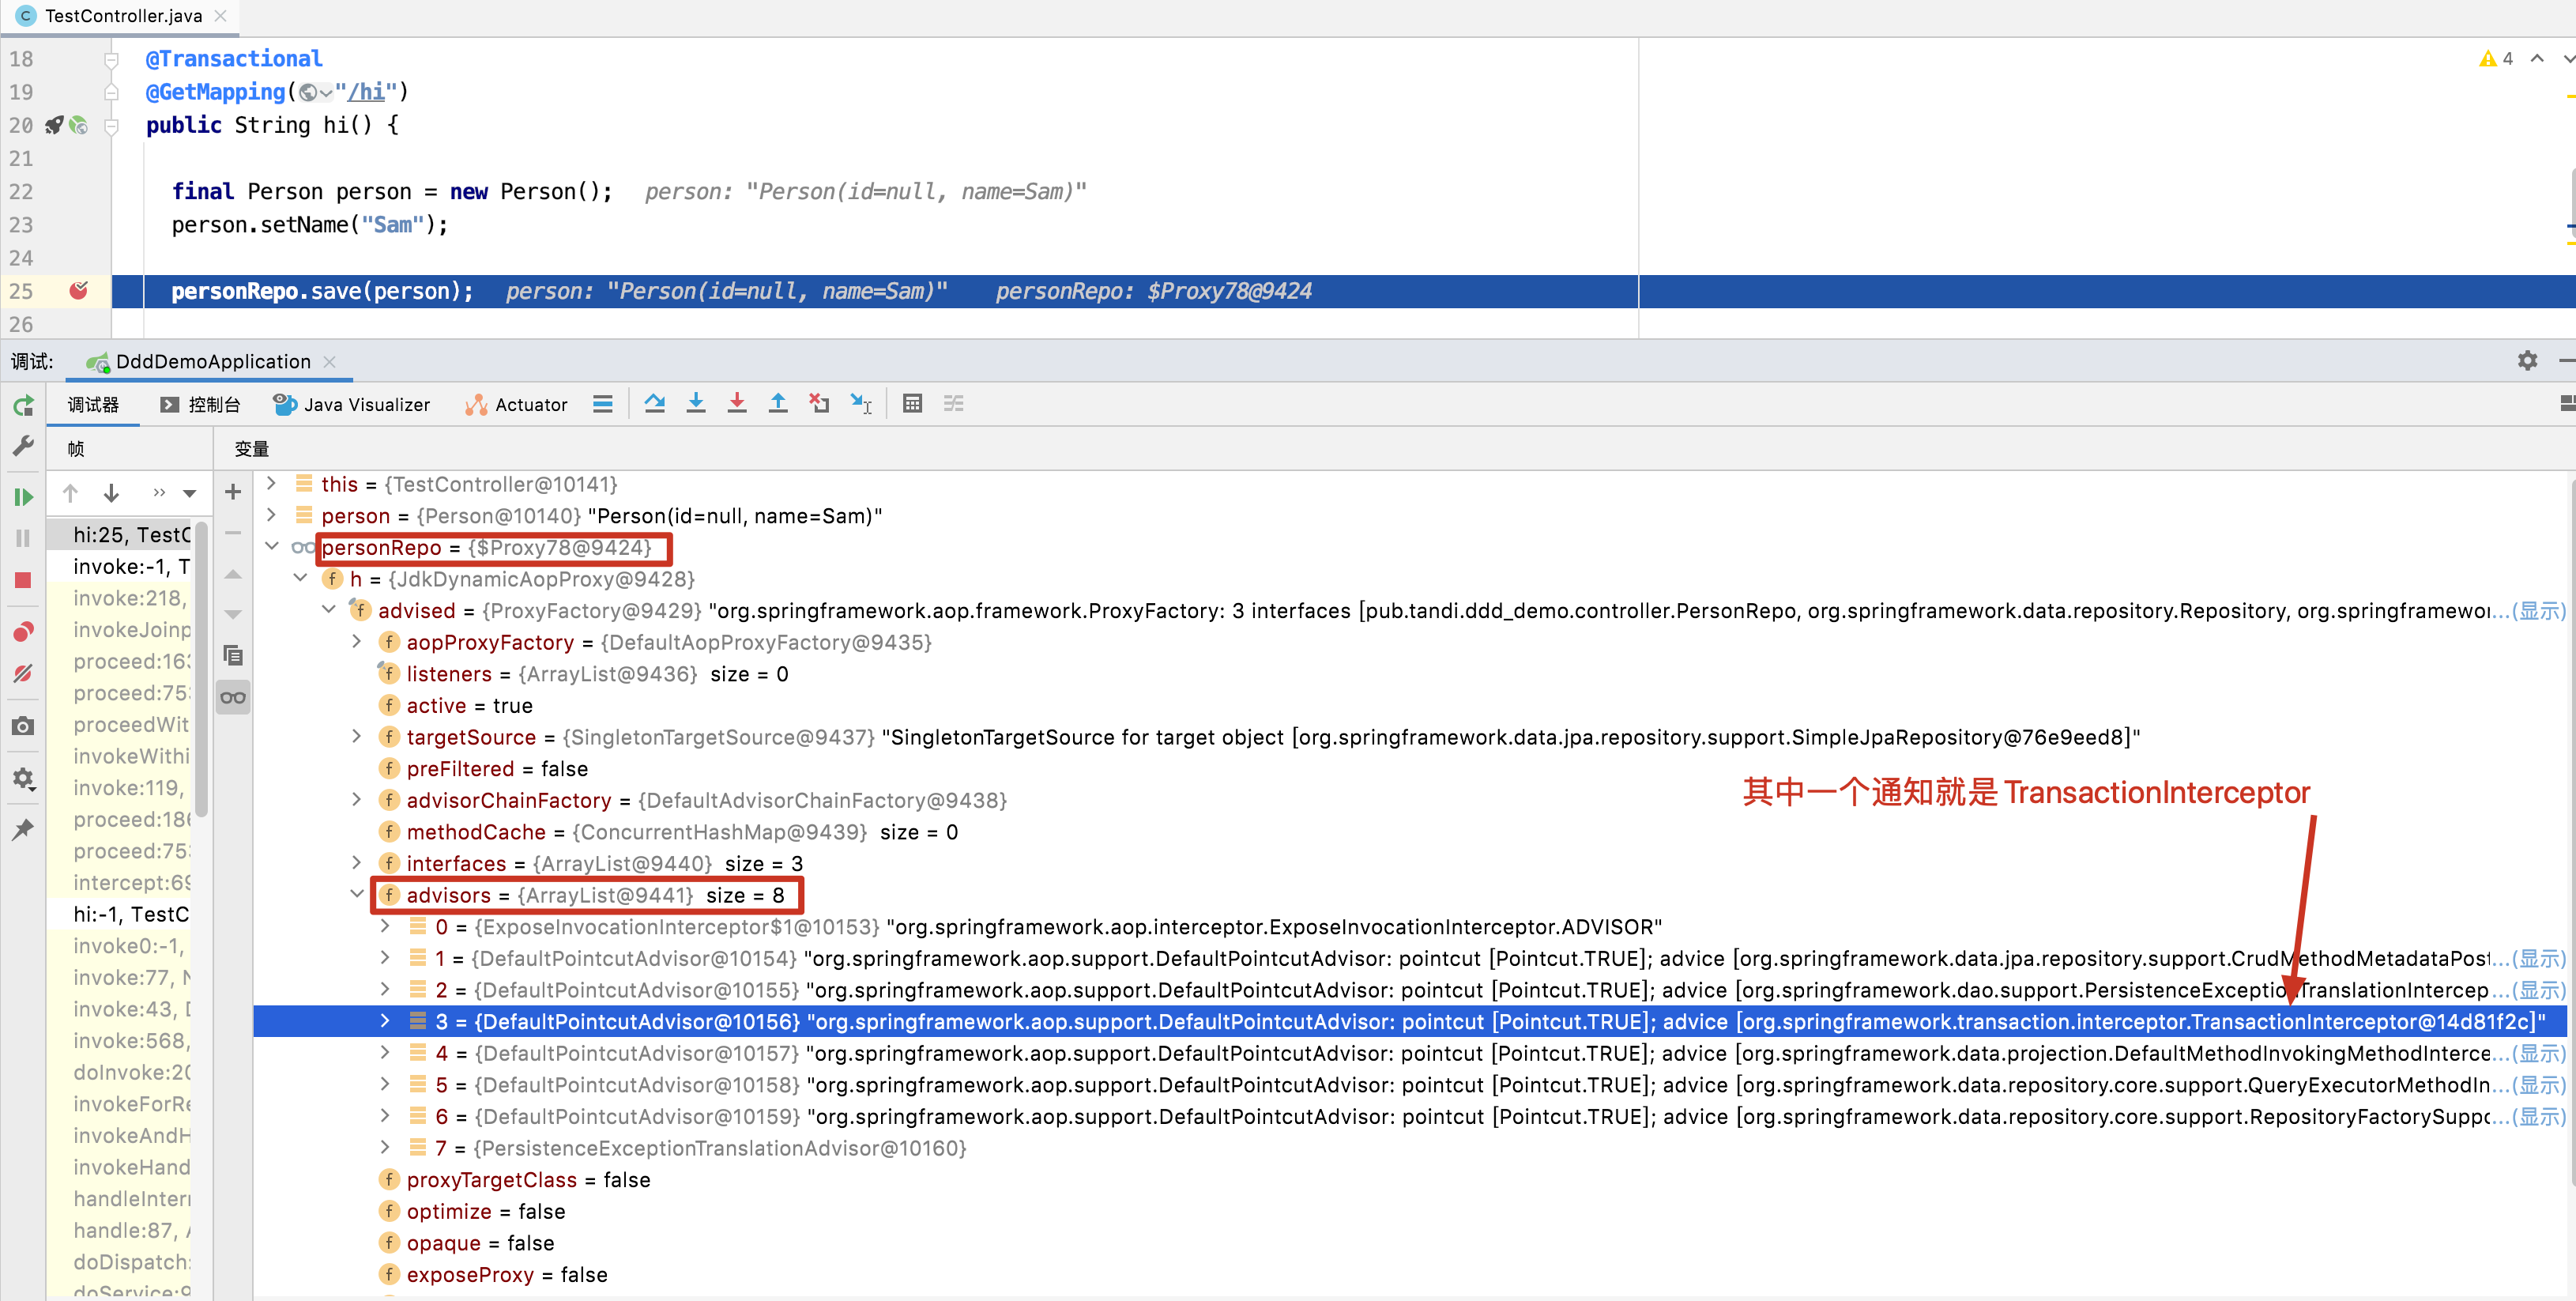 TestController.java
18 @Transactional
19 @GetMapping("/hi")
4
20 public String hi() {
21
22 final Person person = new Person(); person: "Person(id=null, name=Sam)"
23 person.setName("Sam");
24
25 personRepo.save(person); person: "Person(id=null, name=Sam)" personRepo: $Proxy78@9424
26
调试: DddDemoApplication
调试器 控制台 Java Visualizer Actuator
帧
变量
hi:25, TestC
invoke:-1, T
invoke:218,
invokeJoinp
proceed:163
proceed:753
proceedWit
invokeWithi
invoke:119,
proceed:186
proceed:753
intercept:69
hi:-1, TestC
invoke0:-1,
invoke:77, N
invoke:43, D
invoke:568,
doInvoke:20
invokeForRe
invokeAndH
invokeHand
handleInterr
handle:87, A
doDispatch:
doService:9
this = {TestController@10141}
person = {Person@10140} "Person(id=null, name=Sam)"
personRepo = {$Proxy78@9424}
h = {JdkDynamicAopProxy@9428}
advised = {ProxyFactory@9429} "org.springframework.aop.framework.ProxyFactory: 3 interfaces [pub.tandi.ddd_demo.controller.PersonRepo, org.springframework.data.repository.Repository, org.springframewor...(显示)
aopProxyFactory = {DefaultAopProxyFactory@9435}
listeners = {ArrayList@9436} size = 0
active = true
targetSource = {SingletonTargetSource@9437} "SingletonTargetSource for target object [org.springframework.data.jpa.repository.support.SimpleJpaRepository@76e9eed8]"
preFiltered = false
其中一个通知就是 TransactionInterceptor
advisorChainFactory = {DefaultAdvisorChainFactory@9438}
methodCache = {ConcurrentHashMap@9439} size = 0
interfaces = {ArrayList@9440} size = 3
advisors = {ArrayList@9441} size = 8
0 = {ExposeInvocationInterceptor$1@10153} "org.springframework.aop.interceptor.ExposeInvocationInterceptor.ADVISOR"
1 = {DefaultPointcutAdvisor@10154} "org.springframework.aop.support.DefaultPointcutAdvisor: pointcut [Pointcut.TRUE]; advice [org.springframework.data.jpa.repository.support.CrudMethodMetadataPost...(显示)
2 = {DefaultPointcutAdvisor@10155} "org.springframework.aop.support.DefaultPointcutAdvisor: pointcut [Pointcut.TRUE]; advice [org.springframework.dao.support.PersistenceExceptionTranslationIntercep...(显示)
3 = {DefaultPointcutAdvisor@10156} "org.springframework.aop.support.DefaultPointcutAdvisor: pointcut [Pointcut.TRUE]; advice [org.springframework.transaction.interceptor.TransactionInterceptor@14d81f2c]"
4 = {DefaultPointcutAdvisor@10157} "org.springframework.aop.support.DefaultPointcutAdvisor: pointcut [Pointcut.TRUE]; advice [org.springframework.data.projection.DefaultMethodInvokingMethodInterce...(显示)
5 = {DefaultPointcutAdvisor@10158} "org.springframework.aop.support.DefaultPointcutAdvisor: pointcut [Pointcut.TRUE]; advice [org.springframework.data.repository.core.support.QueryExecutorMethodIn...(显示)
6 = {DefaultPointcutAdvisor@10159} "org.springframework.aop.support.DefaultPointcutAdvisor: pointcut [Pointcut.TRUE]; advice [org.springframework.data.repository.core.support.RepositoryFactorySuppo...(显示)
7 = {PersistenceExceptionTranslationAdvisor@10160}
proxyTargetClass = false
optimize = false
opaque = false
exposeProxy = false